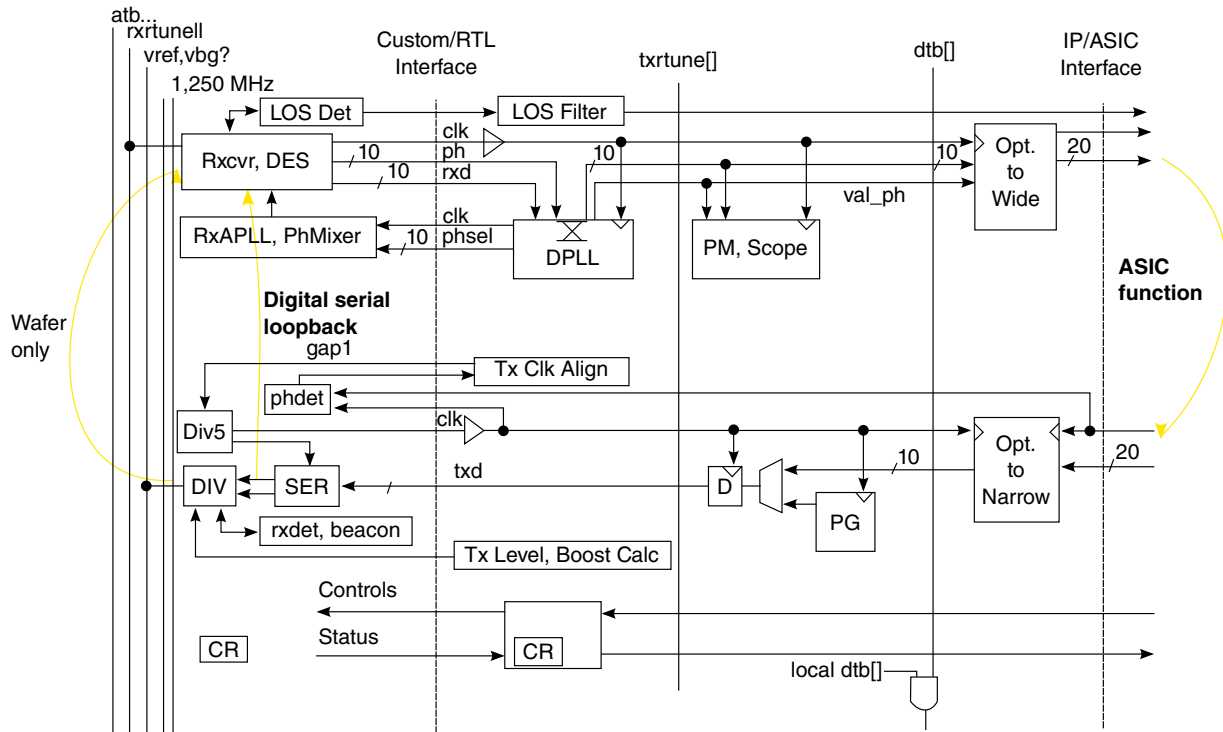 atb...
rxrtunell
vref,vbg?
1,250 MHz
Custom/RTL
Interface
txrtune[]
dtb[]
IP/ASIC
Interface
LOS Det
LOS Filter
clk
ph
rxd
10
10
10
10
Rxcvr, DES
Opt.
to
Wide
20
val_ph
RxAPLL, PhMixer
clk
phsel
10
DPLL
PM, Scope
ASIC
function
Wafer
only
Digital serial
loopback
gap1
Tx Clk Align
phdet
Div5
clk
Opt.
to
Narrow
20
10
txd
DIV
SER
D
PG
rxdet, beacon
Tx Level, Boost Calc
Controls
Status
CR
CR
local dtb[]